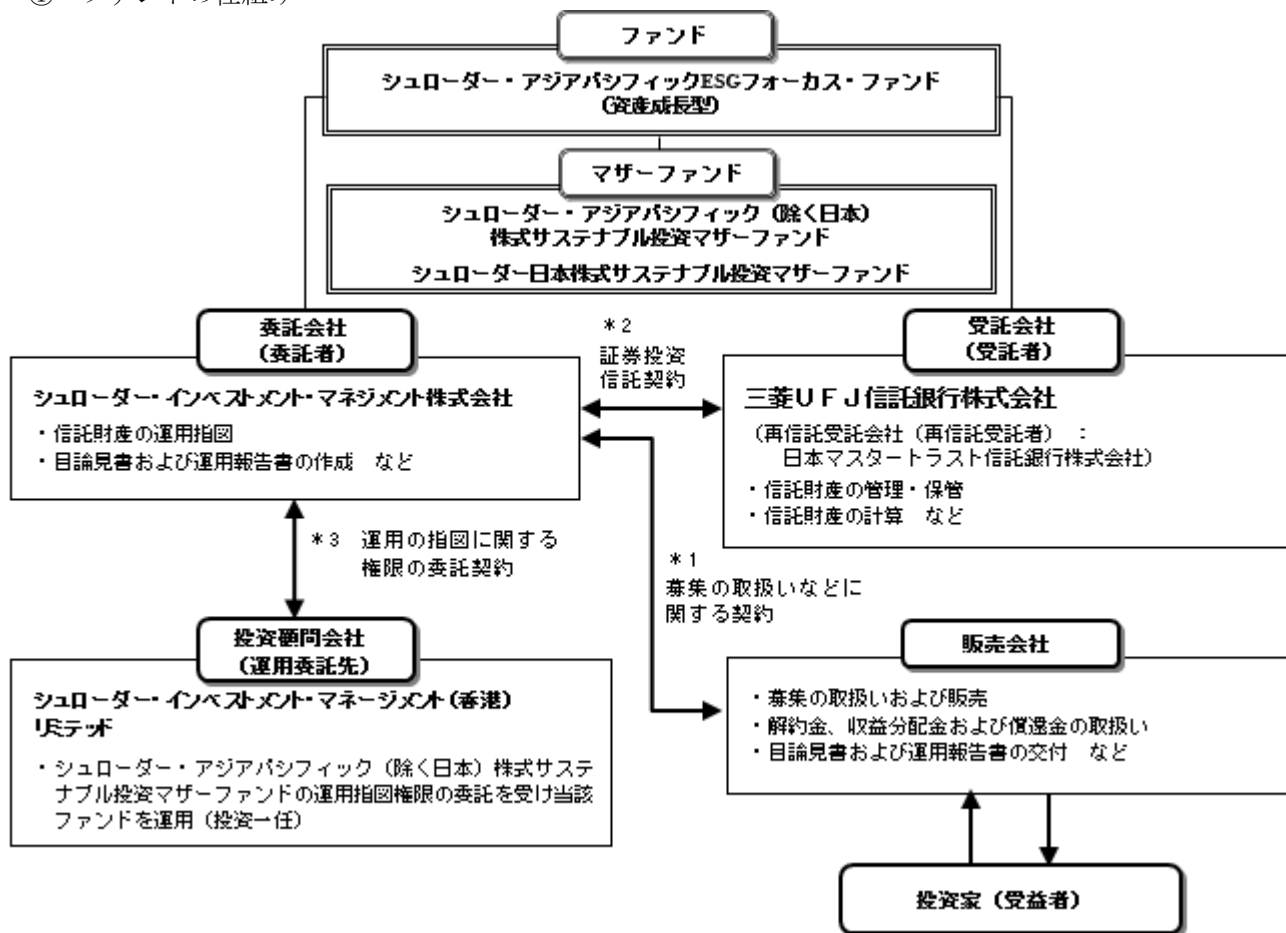 ファンド
シュローダー・アジアパシフィックESGフォーカス・ファンド
(資産成長型)
マザーファンド
シュローダー・アジアパシフィック(除く日本)
株式サステナブル投資マザーファンド
シュローダー日本株式サステナブル投資マザーファンド
委託会社
(委託者)
シュローダー・インベストメント・マネジメント株式会社
・信託財産の運用指図
・目論見書および運用報告書の作成 など
*2
証券投資
信託契約
受託会社
(受託者)
三菱UFJ信託銀行株式会社
(再信託受託会社(再信託受託者) :
日本マスタートラスト信託銀行株式会社)
・信託財産の管理・保管
・信託財産の計算 など
*3 運用の指図に関する
権限の委託契約
*1
募集の取扱いなどに
関する契約
投資顧問会社
(運用委託先)
シュローダー・インベストメント・マネージメント(香港)
リミテッド
・シュローダー・アジアパシフィック(除く日本)株式サステ
ナブル投資マザーファンドの運用指図権限の委託を受け当該
ファンドを運用(投資一任)
販売会社
・募集の取扱いおよび販売
・解約金、収益分配金および償還金の取扱い
・目論見書および運用報告書の交付 など
投資家(受益者)